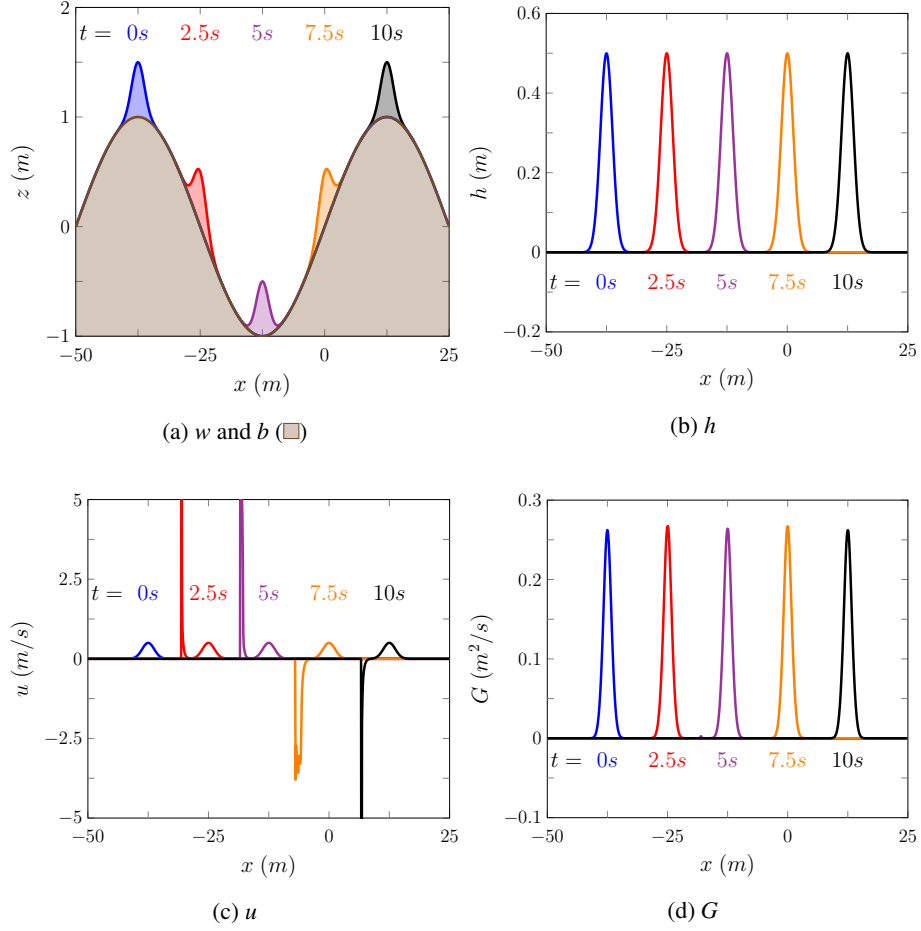 2
1
0
−1
z (m)
t = 0s 2.5s 5s 7.5s 10s
−50 −25 0 25
x (m)
(a) w and b ( )
0.6
0.4
0.2
0
−0.2
h (m)
t = 0s 2.5s 5s 7.5s 10s
−50 −25 0 25
x (m)
(b) h
5
2.5
0
−2.5
−5
u (m/s)
t = 0s 2.5s 5s 7.5s 10s
−50 −25 0 25
x (m)
(c) u
0.3
0.2
0.1
0
−0.1
G (m²/s)
t = 0s 2.5s 5s 7.5s 10s
−50 −25 0 25
x (m)
(d) G